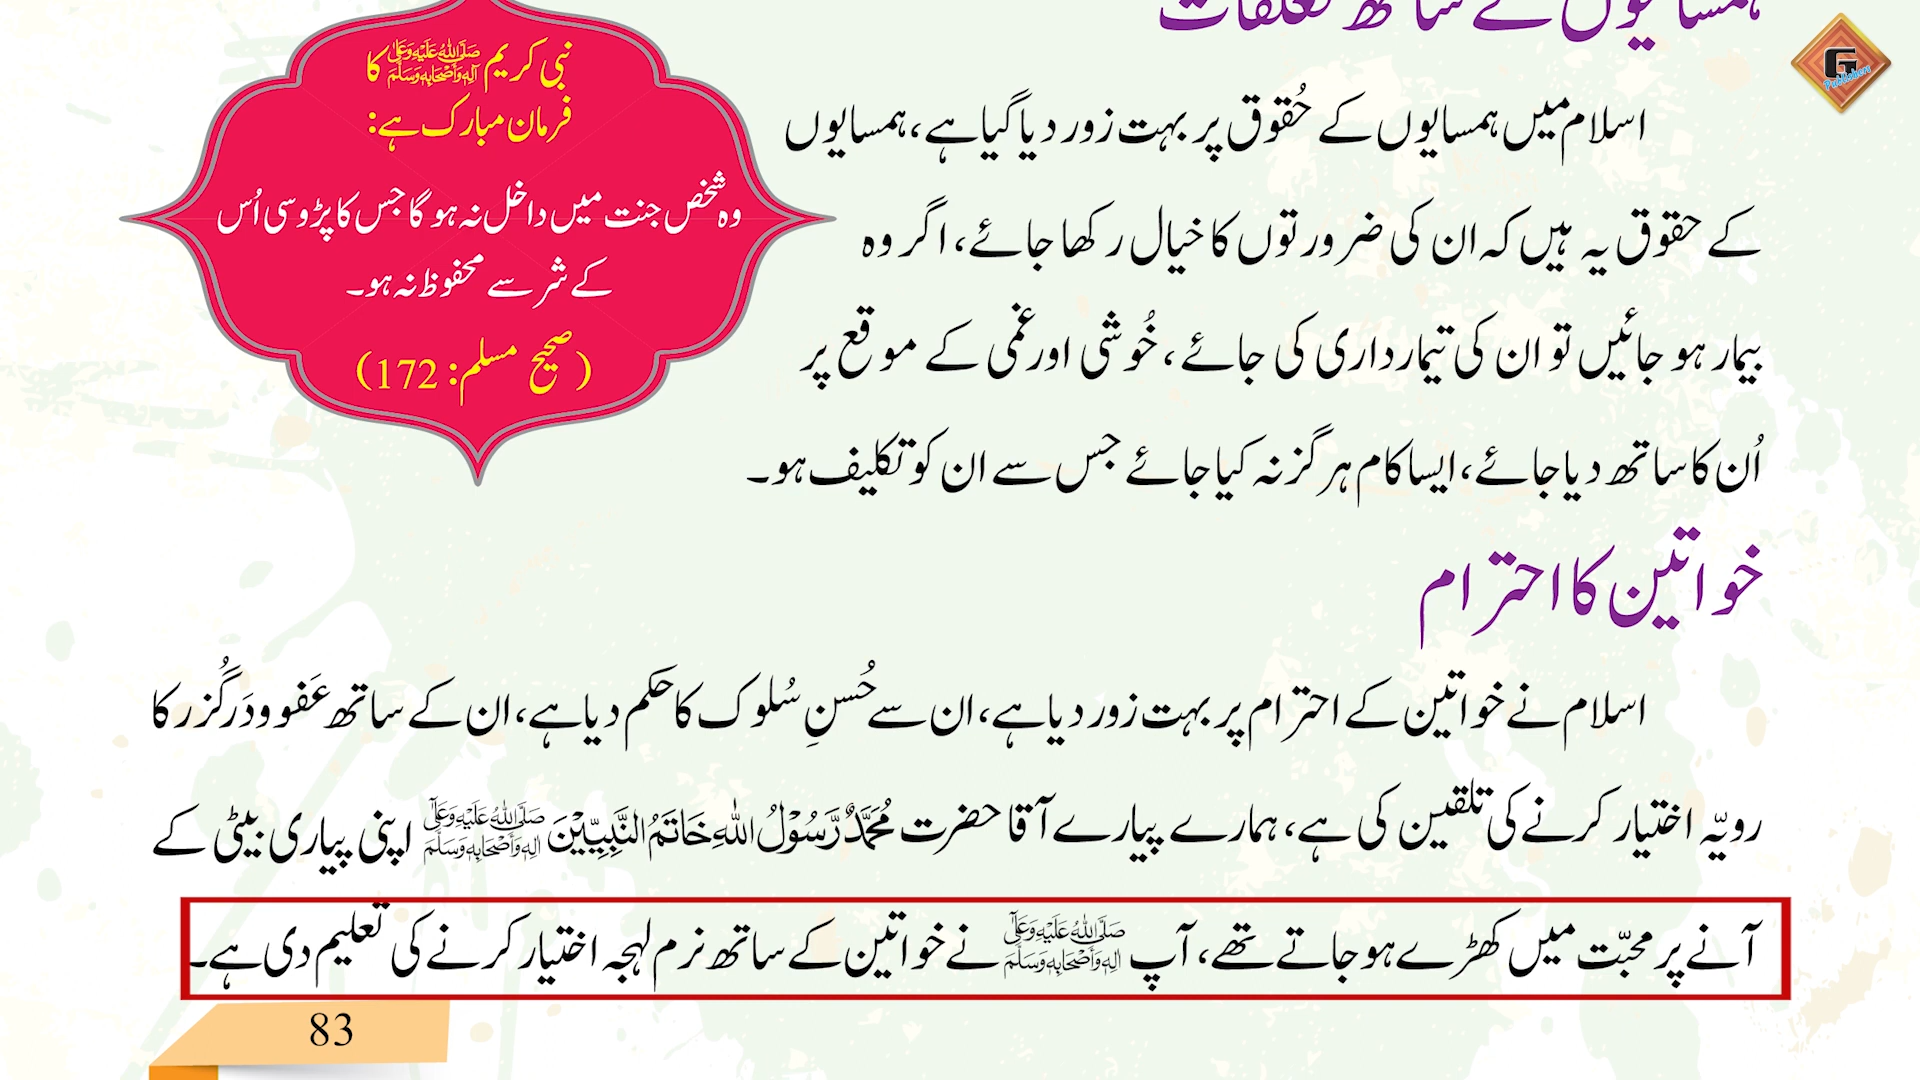 ہمسایوں کے ساتھ تعلقات
اسلام میں ہمسایوں کے حُقوق پر بہت زور دیا گیا ہے، ہمسایوں
کے حقوق یہ ہیں کہ ان کی ضرورتوں کا خیال رکھا جائے، اگر وہ
بیمار ہو جائیں تو ان کی تیمارداری کی جائے، خُوشی اور غمی کے موقع پر
اُن کا ساتھ دیا جائے، ایسا کام ہرگز نہ کیا جائے جس سے ان کو تکلیف ہو۔
نبی کریم صَلَّى اللهُ عَلَيْهِ وَعَلٰى آلِهٖ وَأَصْحَابِهٖ وَسَلَّمَ کا
فرمان مبارک ہے:
وہ شخص جنت میں داخل نہ ہو گا جس کا پڑوسی اُس
کے شر سے محفوظ نہ ہو۔
(صحیح مسلم: 172)
خواتین کا احترام
اسلام نے خواتین کے احترام پر بہت زور دیا ہے، ان سے حُسنِ سُلوک کا حکم دیا ہے، ان کے ساتھ عَفو و دَرگُزر کا
رویّہ اختیار کرنے کی تلقین کی ہے، ہمارے پیارے آقا حضرت مُحَمَّدٌ رَّسُوْلُ اللهِ خَاتَمُ النَّبِيّٖنَ صَلَّى اللهُ عَلَيْهِ وَعَلٰى آلِهٖ وَأَصْحَابِهٖ وَسَلَّمَ اپنی پیاری بیٹی کے
آنے پر محبّت میں کھڑے ہو جاتے تھے، آپ صَلَّى اللهُ عَلَيْهِ وَعَلٰى آلِهٖ وَأَصْحَابِهٖ وَسَلَّمَ نے خواتین کے ساتھ نرم لہجہ اختیار کرنے کی تعلیم دی ہے۔
83
G
Publishers